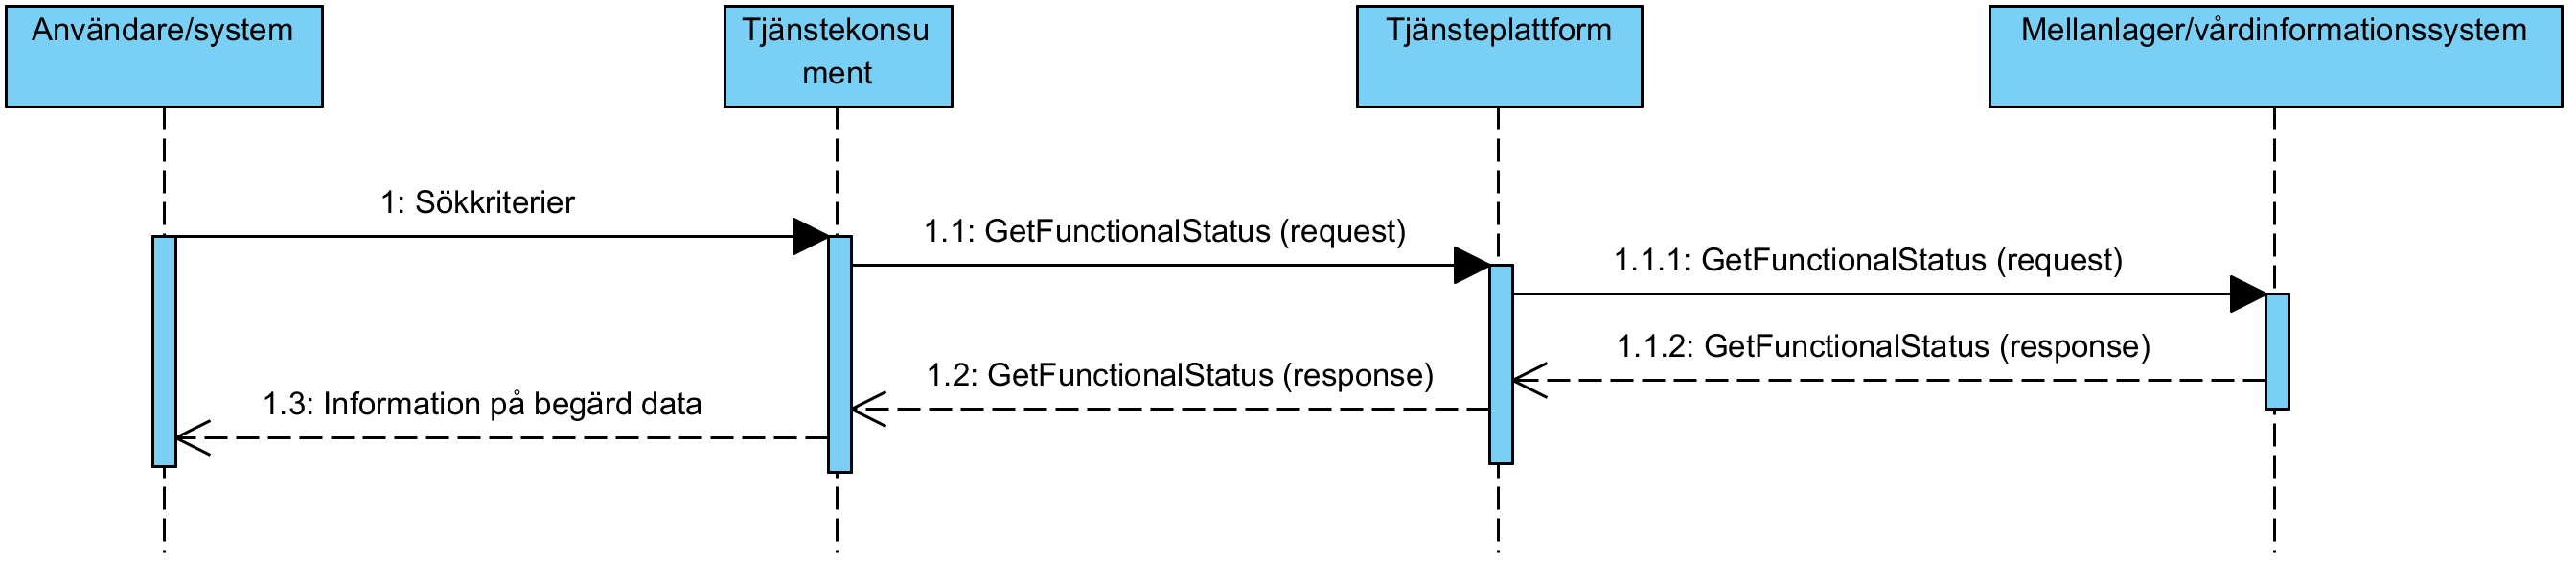 Användare/system
Tjänstekonsu
ment
Tjänsteplattform
Mellanlager/vårdinformationssystem
1: Sökkriterier
1.1: GetFunctionalStatus (request)
1.1.1: GetFunctionalStatus (request)
1.1.2: GetFunctionalStatus (response)
1.2: GetFunctionalStatus (response)
1.3: Information på begärd data